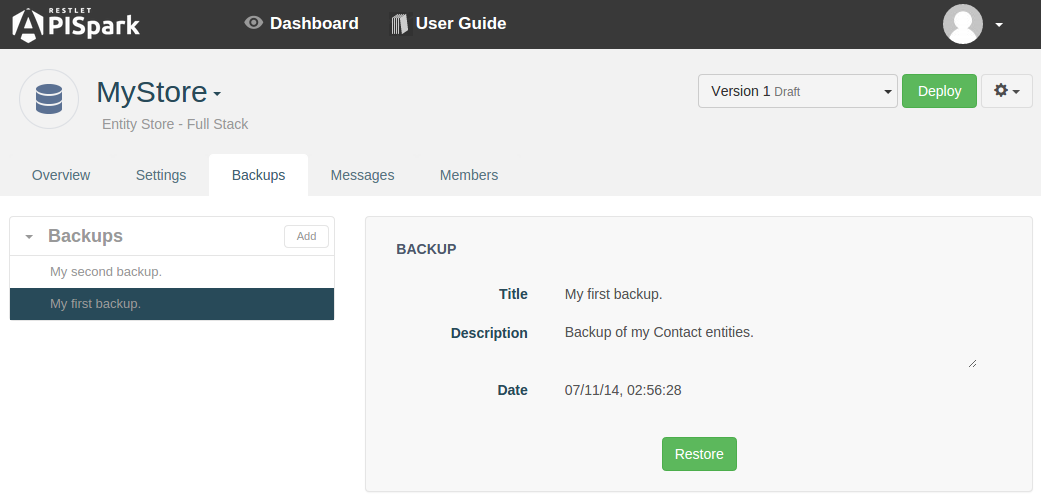 RESTLET
APISpark
Dashboard
User Guide
MyStore
Entity Store - Full Stack
Version 1 Draft
Deploy
Overview
Settings
Backups
Messages
Members
Backups
Add
My second backup.
My first backup.
BACKUP
Title
My first backup.
Description
Backup of my Contact entities.
Date
07/11/14, 02:56:28
Restore